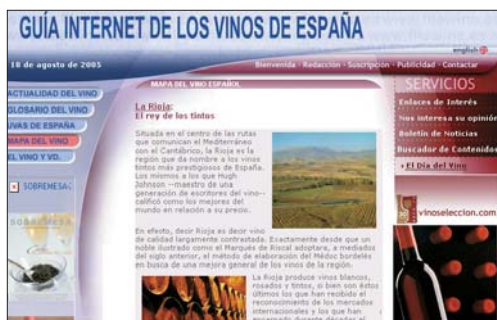 GUÍA INTERNET DE LOS VINOS DE ESPAÑA
english
18 de agosto de 2005
Bienvenida · Redacción · Suscripción · Publicidad · Contactar
ACTUALIDAD DEL VINO
GLOSARIO DEL VINO
UVAS DE ESPAÑA
MAPA DEL VINO
EL VINO Y VD.
SOBREMESA
SOBREMESA
MAPA DEL VINO ESPAÑOL
La Rioja:
El rey de los tintos
Situada en el centro de las rutas
que comunican el Mediterráneo
con el Cantábrico, la Rioja es la
región que da nombre a los vinos
tintos más prestigiosos de España.
Los mismos a los que Hugh
Johnson --maestro de una
generación de escritores del vino--
calificó como los mejores del
mundo en relación a su precio.
En efecto, decir Rioja es decir vino
de calidad largamente contrastada. Exactamente desde que un
noble ilustrado como el Marqués de Riscal adoptara, a mediados
del siglo anterior, el método de elaboración del Médoc bordelés
en busca de una mejora general de los vinos de la región.
La Rioja produce vinos blancos,
rosados y tintos, si bien son éstos
últimos los que han recibido el
reconocimiento de los mercados
internacionales y los que han
SERVICIOS
Enlaces de Interés
Nos interesa su opinión
Boletín de Noticias
Buscador de Contenidos
El Día del Vino
vinoseleccion.com